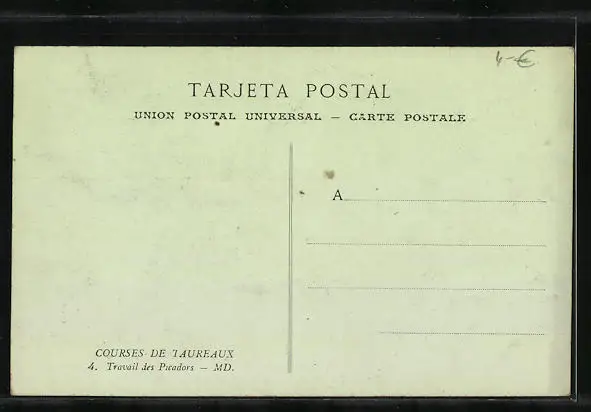 4-€
TARJETA POSTAL
UNION POSTAL UNIVERSAL — CARTE POSTALE
A
COURSES DE TAUREAUX
4. Travail des Picadors — MD.